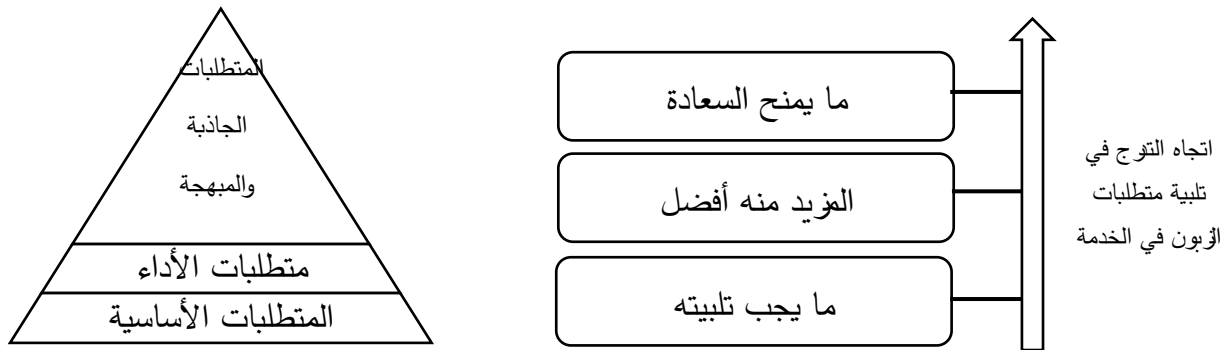 المتطلبات
الجاذبة
والمبهجة
متطلبات الأداء
المتطلبات الأساسية
ما يمنح السعادة
المزيد منه أفضل
ما يجب تلبيته
اتجاه التدرج في
تلبية متطلبات
الزبون في الخدمة